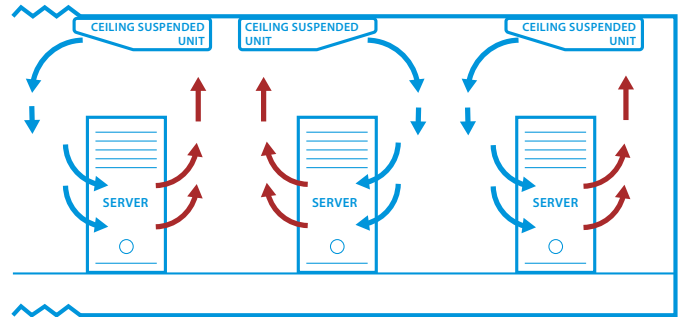 CEILING SUSPENDED
UNIT
CEILING SUSPENDED
UNIT
CEILING SUSPENDED
UNIT
SERVER
SERVER
SERVER